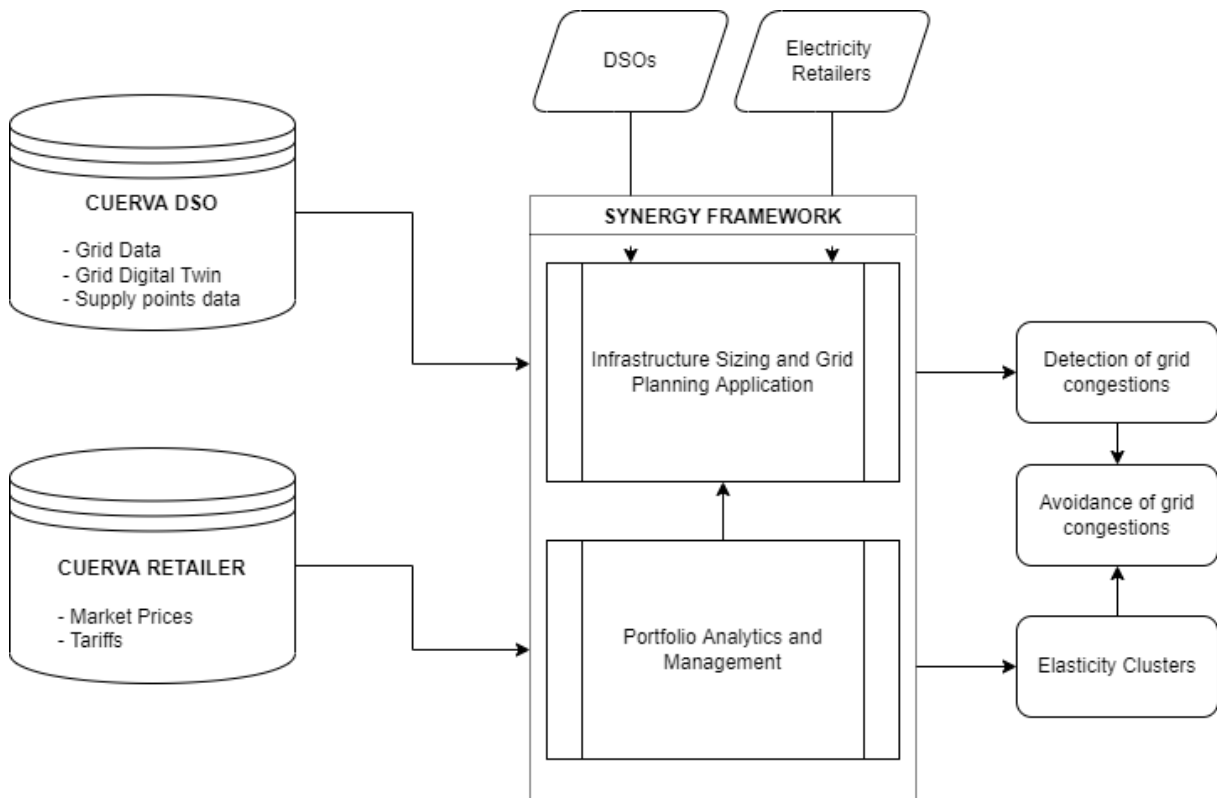 DSOs
Electricity
Retailers
CUERVA DSO
- Grid Data
- Grid Digital Twin
- Supply points data
SYNERGY FRAMEWORK
Infrastructure Sizing and Grid
Planning Application
Detection of grid
congestions
Avoidance of grid
congestions
CUERVA RETAILER
- Market Prices
- Tariffs
Portfolio Analytics and
Management
Elasticity Clusters